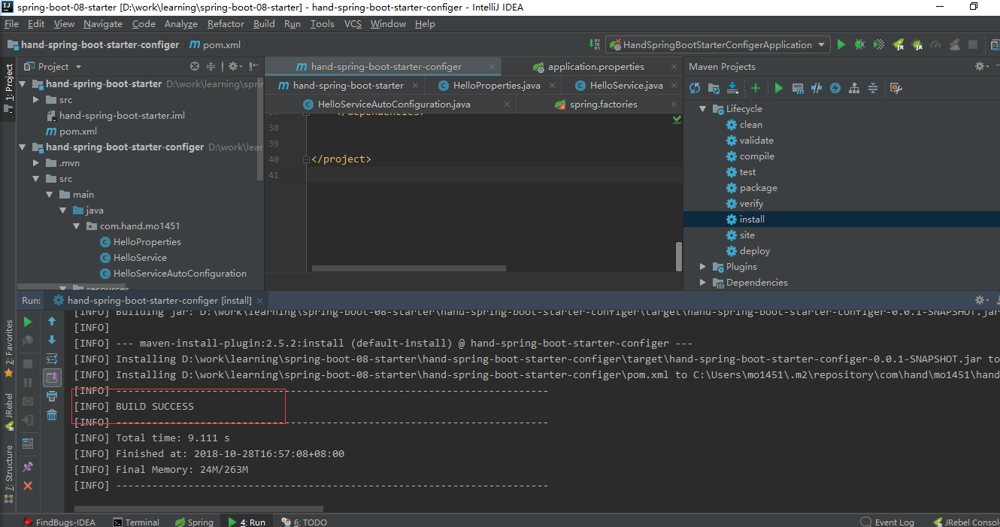 spring-boot-08-starter [D:\work\learning\spring-boot-08-starter] - hand-spring-boot-starter-configer - IntelliJ IDEA
File Edit View Navigate Code Analyze Refactor Build Run Tools VCS Window Help
hand-spring-boot-starter-configer m pom.xml
HandSpringBootStarterConfigerApplication
1: Project
Project
hand-spring-boot-starter D:\work\learning\sprin
src
hand-spring-boot-starter.iml
pom.xml
hand-spring-boot-starter-configer D:\work\lear
.mvn
src
main
java
com.hand.mo1451
HelloProperties
HelloService
HelloServiceAutoConfiguration
resources
hand-spring-boot-starter-configer
application.properties
hand-spring-boot-starter
HelloProperties.java
HelloService.java
HelloServiceAutoConfiguration.java
spring.factories
37 </dependencies>
38
39
40 </project>
41
Maven Projects
Lifecycle
clean
validate
compile
test
package
verify
install
site
deploy
Plugins
Dependencies
Run: hand-spring-boot-starter-configer [install]
[INFO] Building jar: D:\work\learning\spring-boot-08-starter\hand-spring-boot-starter-configer\target\hand-spring-boot-starter-configer-0.0.1-SNAPSHOT.jar
[INFO]
[INFO] --- maven-install-plugin:2.5.2:install (default-install) @ hand-spring-boot-starter-configer ---
[INFO] Installing D:\work\learning\spring-boot-08-starter\hand-spring-boot-starter-configer\target\hand-spring-boot-starter-configer-0.0.1-SNAPSHOT.jar to
[INFO] Installing D:\work\learning\spring-boot-08-starter\hand-spring-boot-starter-configer\pom.xml to C:\Users\mo1451\.m2\repository\com\hand\mo1451\hand
[INFO] ------------------------------------------------------------------------
[INFO] BUILD SUCCESS
[INFO] ------------------------------------------------------------------------
[INFO] Total time: 9.111 s
[INFO] Finished at: 2018-10-28T16:57:08+08:00
[INFO] Final Memory: 24M/263M
[INFO] ------------------------------------------------------------------------
2: Favorites
JRebel
7: Structure
FindBugs-IDEA Terminal Spring 4: Run 6: TODO Event Log JRebel Consol